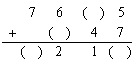 7 6 ( ) 5
+ ( ) 4 7
( ) 2 1 ( )